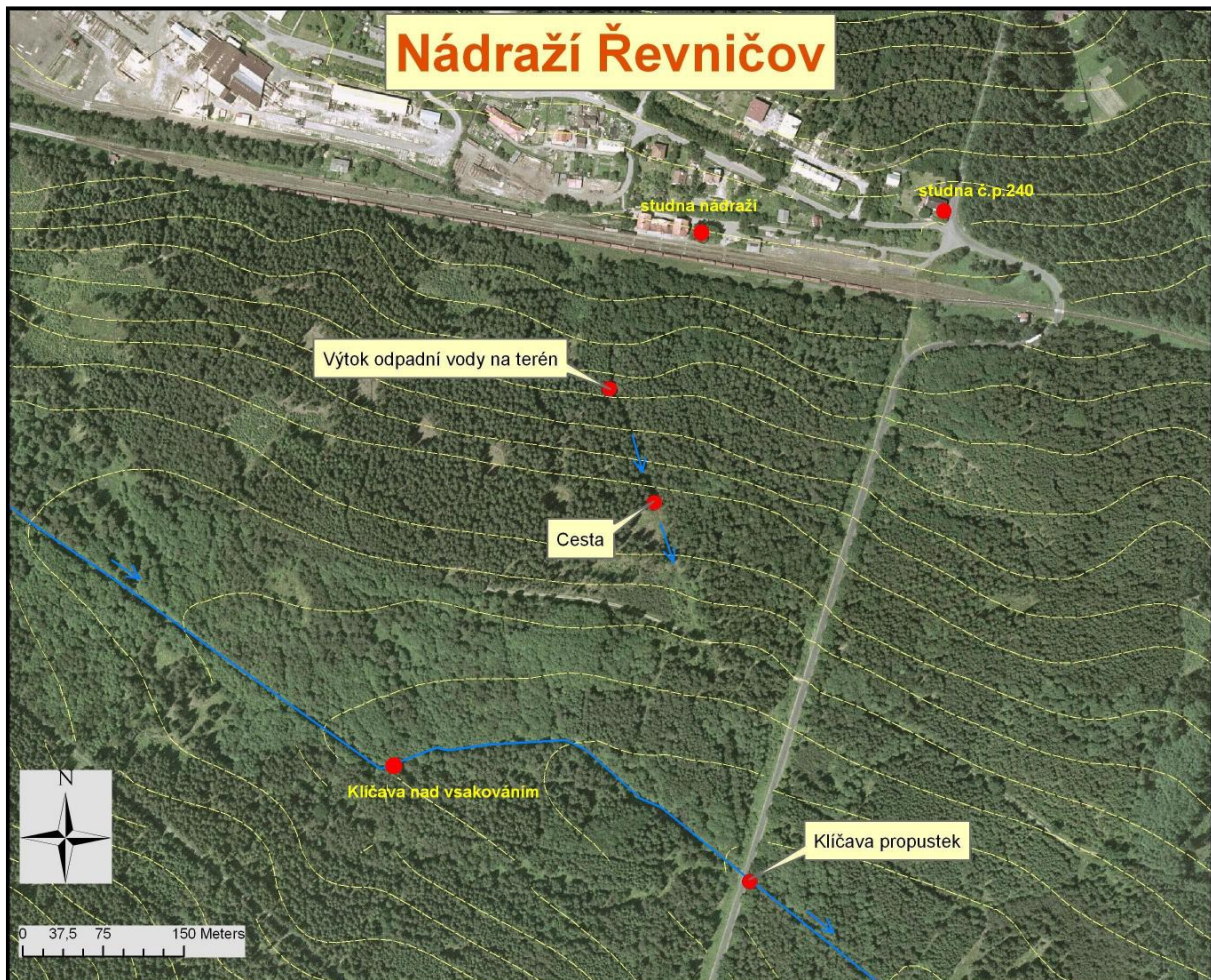 Nádraží Řevničov
studna č.p.240
studna nádraží
Výtok odpadní vody na terén
Cesta
Klíčava nad vsakováním
Klíčava propustek
N
0 37,5 75 150 Meters